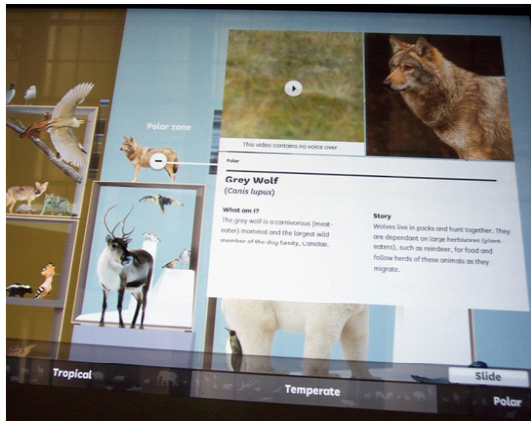 Polar zone
This video contains no voice over
Polar
Grey Wolf
(Canis lupus)
What am I?
The grey wolf is a carnivorous (meat-
eater) mammal and the largest wild
member of the dog family, Canidae.
Story
Wolves live in packs and hunt together. They
are dependant on large herbivores (plant-
eaters), such as reindeer, for food and
follow herds of these animals as they
migrate.
Slide
Tropical
Temperate
Polar